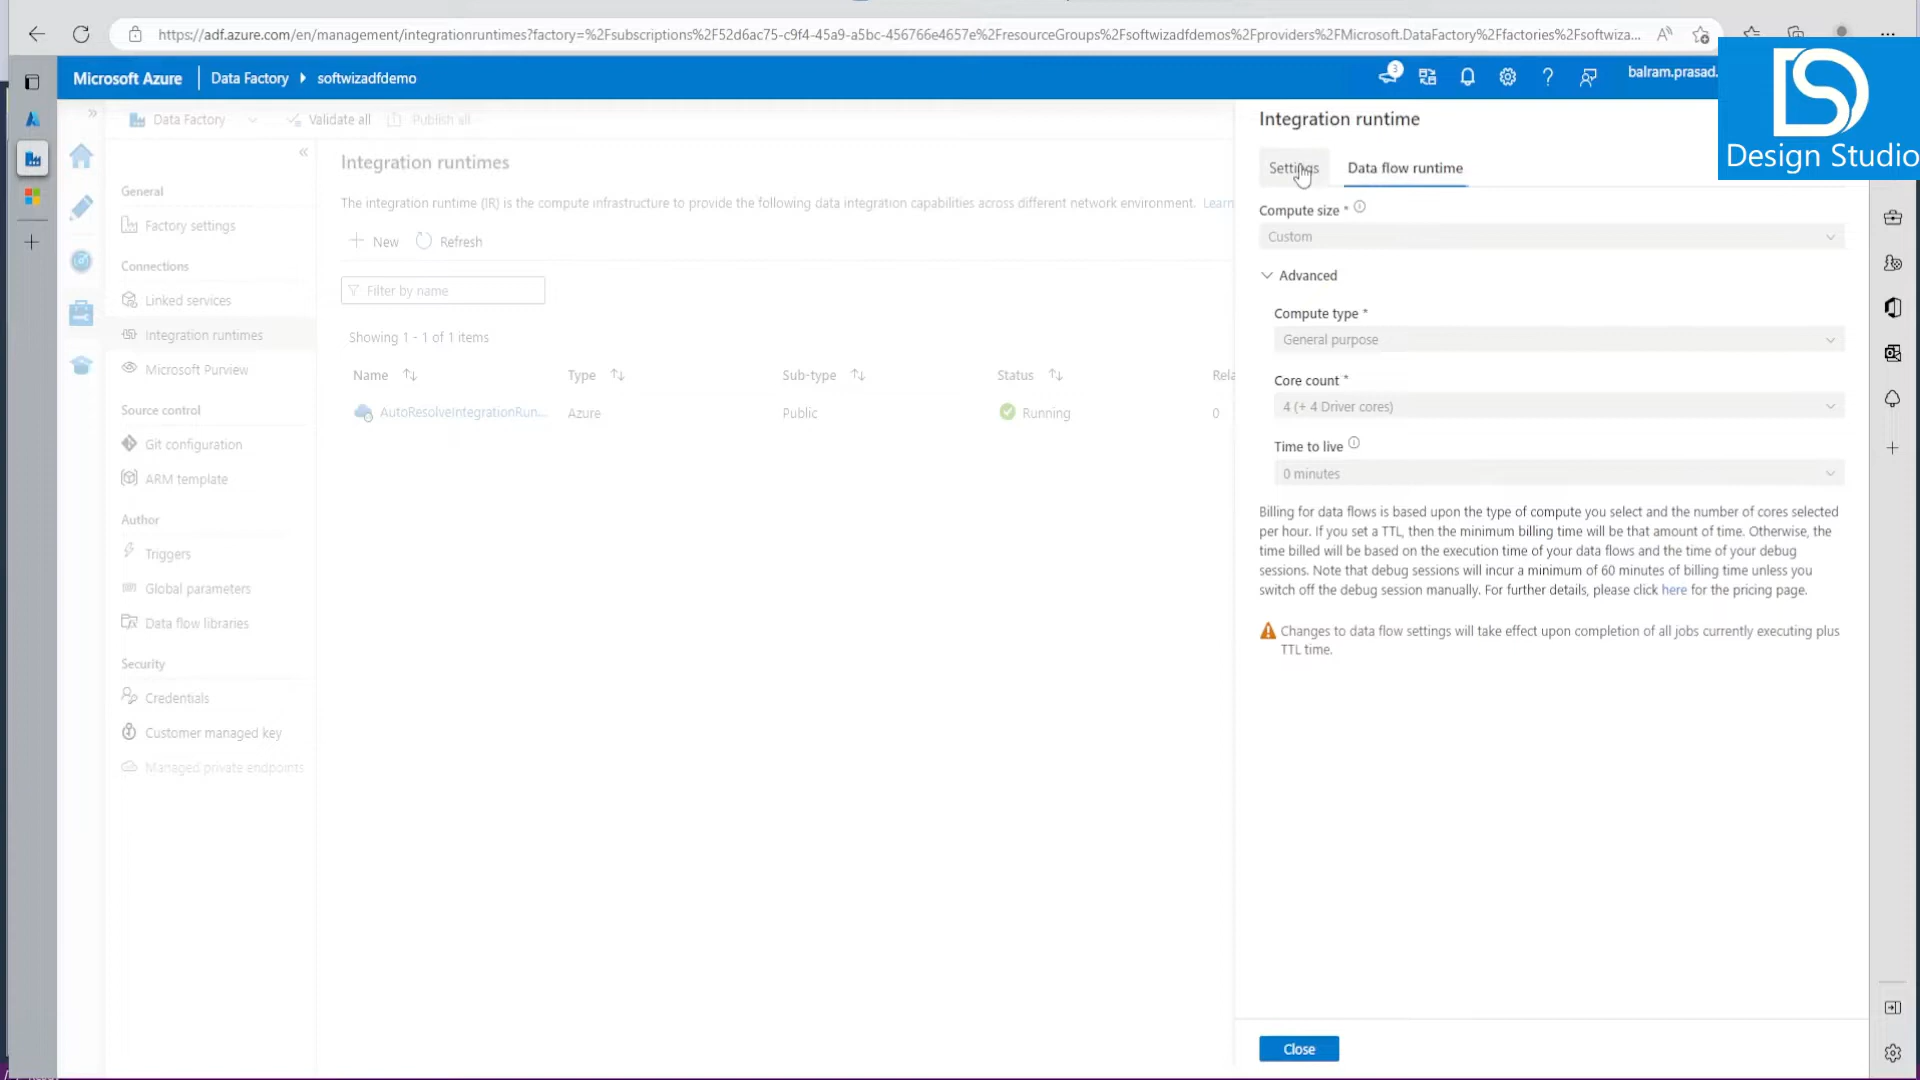 https://adf.azure.com/en/management/integrationruntimes?factory=%2Fsubscriptions%2F52d6ac75-c9f4-45a9-a5bc-456766e4657e%2FresourceGroups%2Fsoftwizadfdemos%2Fproviders%2FMicrosoft.DataFactory%2Ffactories%2Fsoftwiza...
Microsoft Azure
Data Factory
softwizadfdemo
3
balram.prasad.
Design Studio
Data Factory
Validate all
Publish all
General
Factory settings
Connections
Linked services
Integration runtimes
Microsoft Purview
Source control
Git configuration
ARM template
Author
Triggers
Global parameters
Data flow libraries
Security
Credentials
Customer managed key
Managed private endpoints
Integration runtimes
The integration runtime (IR) is the compute infrastructure to provide the following data integration capabilities across different network environment. Learn
New
Refresh
Filter by name
Showing 1 - 1 of 1 items
Name Type Sub-type Status Rela
AutoResolveIntegrationRun... Azure Public Running 0
Integration runtime
Settings
Data flow runtime
Compute size *
Custom
Advanced
Compute type *
General purpose
Core count *
4 (+ 4 Driver cores)
Time to live
0 minutes
Billing for data flows is based upon the type of compute you select and the number of cores selected
per hour. If you set a TTL, then the minimum billing time will be that amount of time. Otherwise, the
time billed will be based on the execution time of your data flows and the time of your debug
sessions. Note that debug sessions will incur a minimum of 60 minutes of billing time unless you
switch off the debug session manually. For further details, please click here for the pricing page.
Changes to data flow settings will take effect upon completion of all jobs currently executing plus
TTL time.
Close